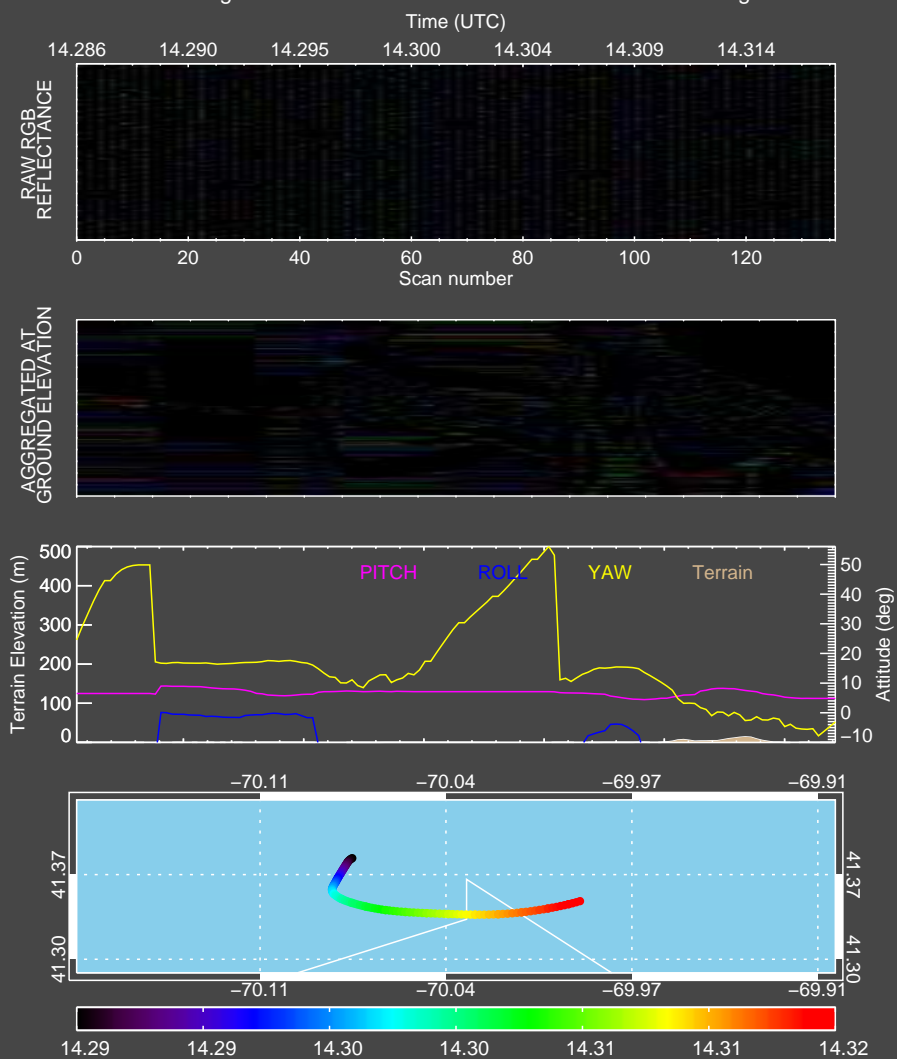 Time (UTC)
14.286 14.290 14.295 14.300 14.304 14.309 14.314
RAW RGB
REFLECTANCE
0 20 40 60 80 100 120
Scan number
AGGREGATED AT
GROUND ELEVATION
Terrain Elevation (m)
500
400
300
200
100
0
PITCH ROLL YAW Terrain
50
40
30
20
10
0
−10
Attitude (deg)
−70.11 −70.04 −69.97 −69.91
41.37 41.37
41.30 41.30
−70.11 −70.04 −69.97 −69.91
14.29 14.29 14.30 14.30 14.31 14.31 14.32